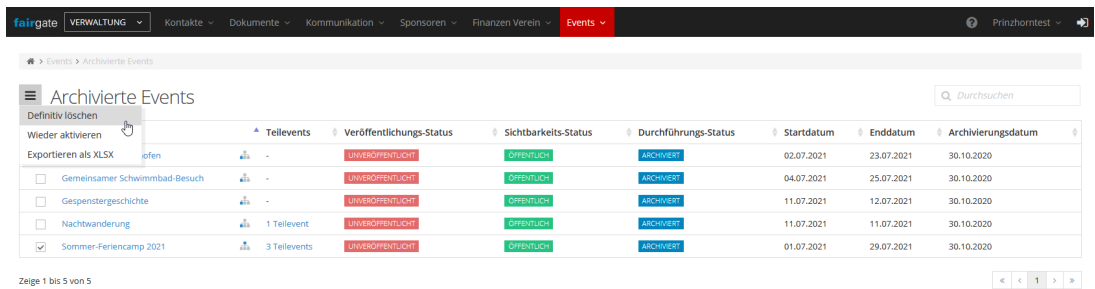 fairgate VERWALTUNG Kontakte Dokumente Kommunikation Sponsoren Finanzen Verein Events Prinzhorntest
Events > Archivierte Events
Archivierte Events Durchsuchen
Definitiv löschen
Wieder aktivieren
Exportieren als XLSX
Teilevents Veröffentlichungs-Status Sichtbarkeits-Status Durchführungs-Status Startdatum Enddatum Archivierungsdatum
ofen - UNVERÖFFENTLICHT ÖFFENTLICH ARCHIVIERT 02.07.2021 23.07.2021 30.10.2020
Gemeinsamer Schwimmbad-Besuch - UNVERÖFFENTLICHT ÖFFENTLICH ARCHIVIERT 04.07.2021 25.07.2021 30.10.2020
Gespenstergeschichte - UNVERÖFFENTLICHT ÖFFENTLICH ARCHIVIERT 11.07.2021 12.07.2021 30.10.2020
Nachtwanderung 1 Teilevent UNVERÖFFENTLICHT ÖFFENTLICH ARCHIVIERT 11.07.2021 11.07.2021 30.10.2020
Sommer-Feriencamp 2021 3 Teilevents UNVERÖFFENTLICHT ÖFFENTLICH ARCHIVIERT 01.07.2021 29.07.2021 30.10.2020
Zeige 1 bis 5 von 5 « < 1 > »